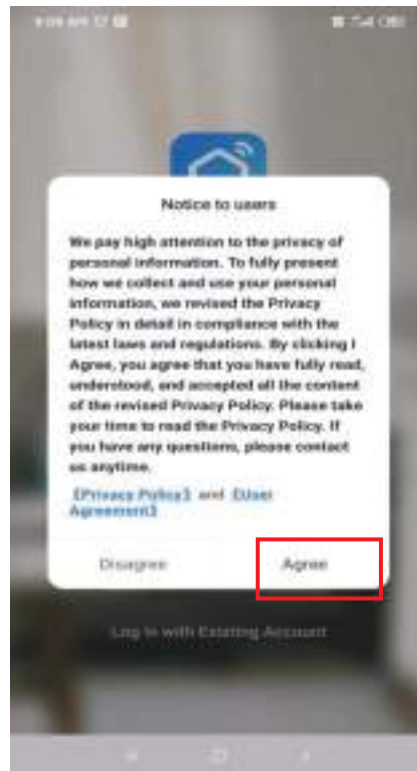 Notice to users
We pay high attention to the privacy of
personal information. To fully present
how we collect and use your personal
information, we revised the Privacy
Policy in detail in compliance with the
latest laws and regulations. By clicking I
Agree, you agree that you have fully read,
understood, and accepted all the content
of the revised Privacy Policy. Please take
your time to read the Privacy Policy. If
you have any questions, please contact
us anytime.
【Privacy Policy】 and 【User
Agreement】
Disagree Agree
Log In with Existing Account